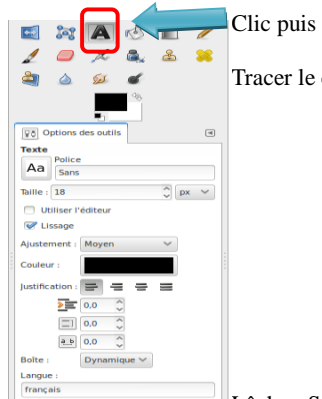 A
Clic puis
Tracer le
Options des outils
Texte
Aa
Police
Sans
Taille : 18 px
Utiliser l'éditeur
Lissage
Ajustement : Moyen
Couleur :
Justification :
0,0
0,0
a b 0,0
Boîte : Dynamique
Langue :
français